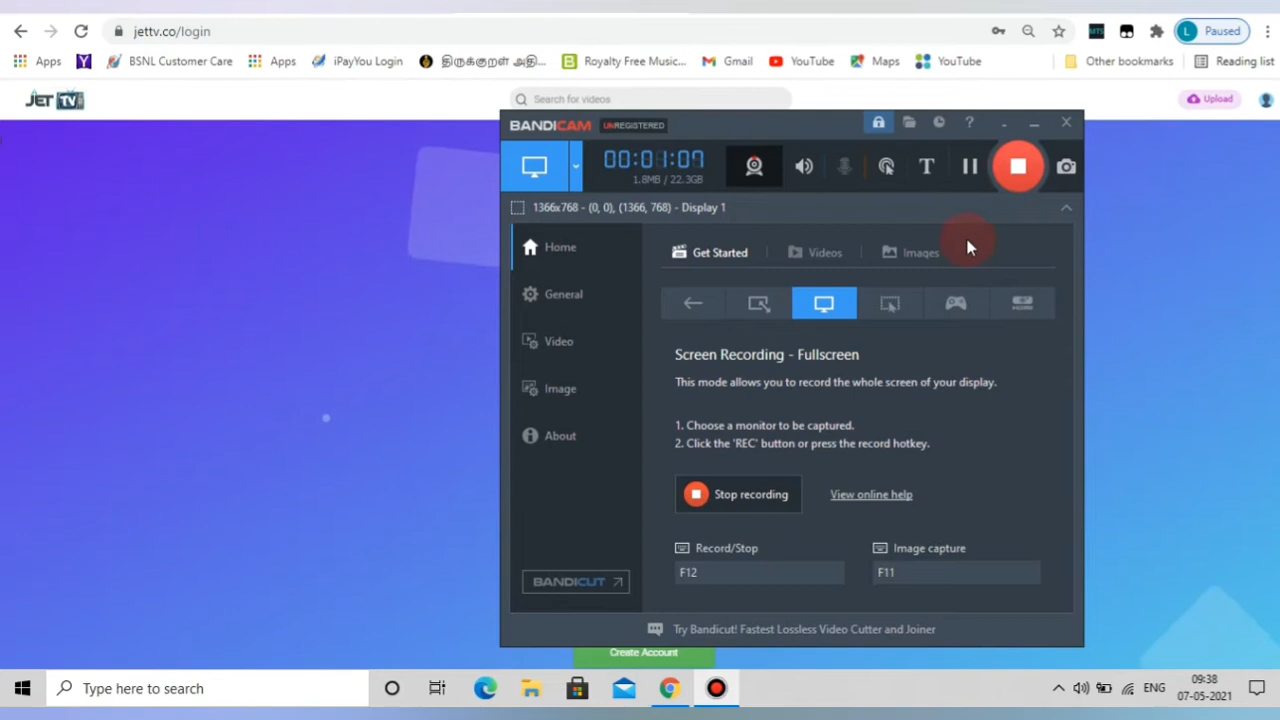 jettv.co/login
Paused
Apps
BSNL Customer Care
Apps
iPayYou Login
திருக்குறள் அதி...
Royalty Free Music...
Gmail
YouTube
Maps
YouTube
Other bookmarks
Reading list
JET TV
Search for videos
Upload
BANDICAM UNREGISTERED
00:01:07
1.8MB / 22.3GB
1366x768 - (0, 0), (1366, 768) - Display 1
Home
Get Started
Videos
Images
General
Video
Screen Recording - Fullscreen
This mode allows you to record the whole screen of your display.
Image
1. Choose a monitor to be captured.
2. Click the 'REC' button or press the record hotkey.
About
Stop recording
View online help
Record/Stop
Image capture
F12
F11
BANDICUT
Try Bandicut! Fastest Lossless Video Cutter and Joiner
Create Account
Type here to search
ENG
09:38
07-05-2021